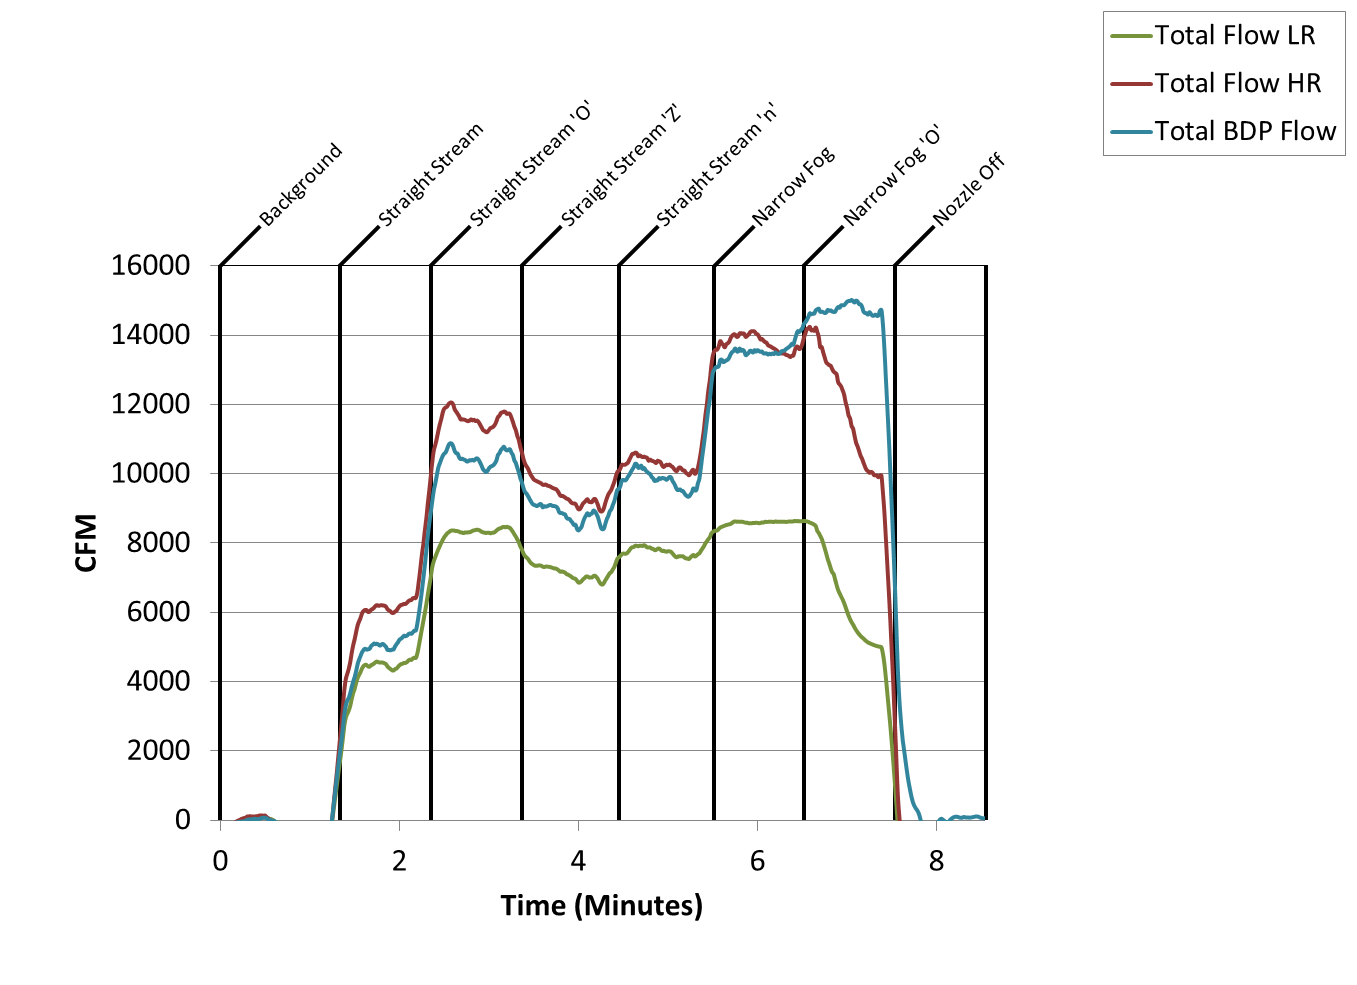 Total Flow LR
Total Flow HR
Total BDP Flow
Background
Straight Stream
Straight Stream 'O'
Straight Stream 'Z'
Straight Stream 'n'
Narrow Fog
Narrow Fog 'O'
Nozzle Off
16000
14000
12000
10000
8000
6000
4000
2000
0
CFM
0 2 4 6 8
Time (Minutes)